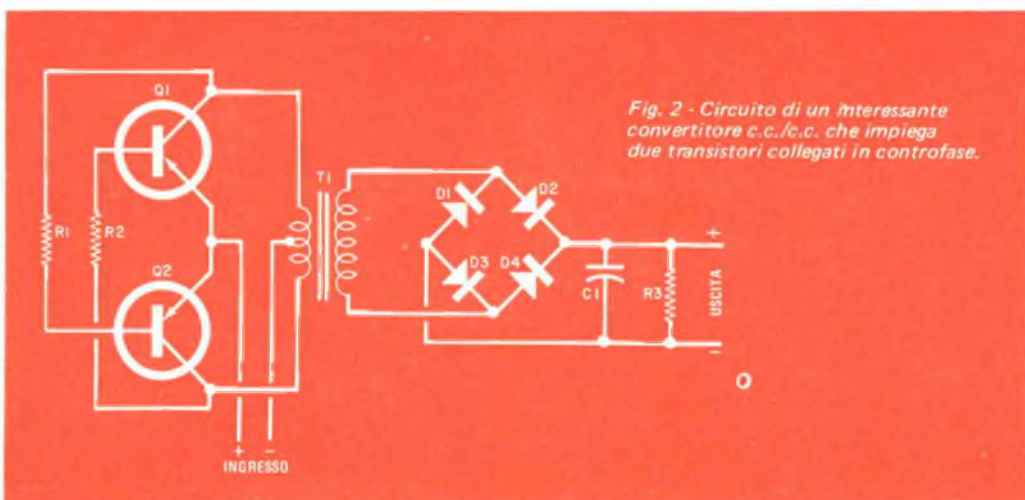 Fig. 2 - Circuito di un interessante
convertitore c.c./c.c. che impiega
due transistori collegati in controfase.
Q1
T1
D1
D2
R1
R2
Q2
D3
D4
C1
R3
+
USCITA
−
O
+
−
INGRESSO